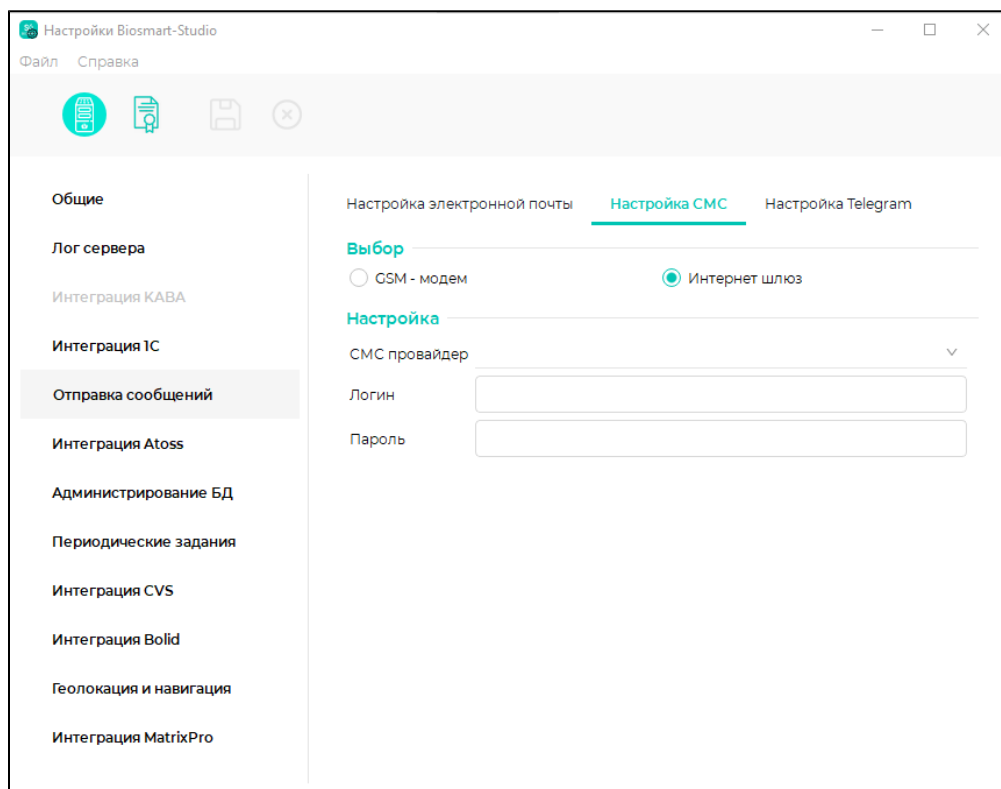 Настройки Biosmart-Studio
Файл Справка
Общие
Лог сервера
Интеграция KABA
Интеграция 1С
Отправка сообщений
Интеграция Atoss
Администрирование БД
Периодические задания
Интеграция CVS
Интеграция Bolid
Геолокация и навигация
Интеграция MatrixPro
Настройка электронной почты Настройка СМС Настройка Telegram
Выбор
GSM - модем Интернет шлюз
Настройка
СМС провайдер
Логин
Пароль